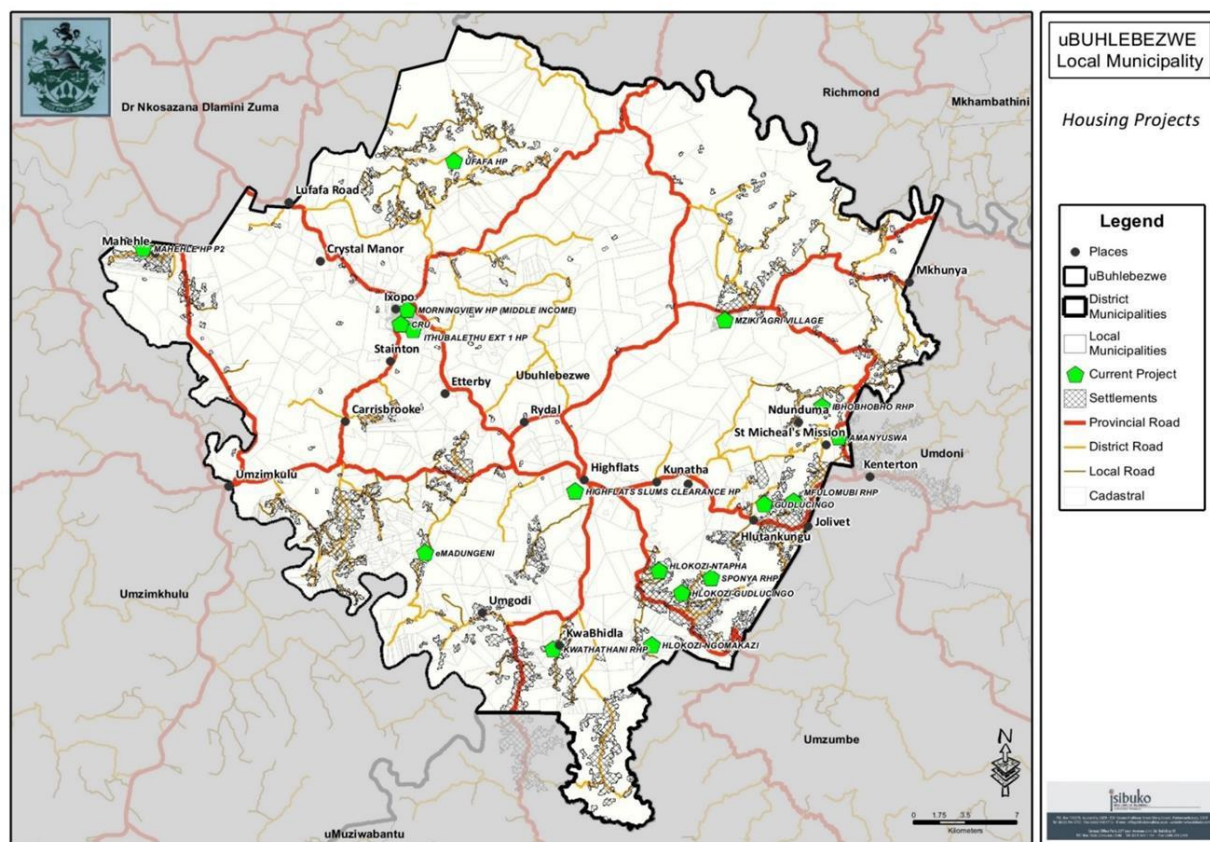 Dr Nkosazana Dlamini Zuma
Richmond
Mkhambathini
UFAFA HP
Lufafa Road
Mahehle
MAHEHLE HP P2
Crystal Manor
Mkhunya
Ixopo
MORNINGVIEW HP (MIDDLE INCOME)
CRU
ITHUBALETHU EXT 1 HP
MZIKI AGRI-VILLAGE
Stainton
Etterby
Ubuhlebezwe
Carrisbrooke
Rydal
IBHOBHOBHO RHP
Ndunduma
St Micheal's Mission
AMANYUSWA
Umdoni
Umzimkulu
Highflats
Kunatha
Kenterton
HIGHFLATS SLUMS CLEARANCE HP
MFULOMUBI RHP
GUDLUCINGO
Jolivet
Hlutankungu
eMADUNGENI
HLOKOZI-NTAPHA
SPONYA RHP
HLOKOZI-GUDLUCINGO
Umzimkhulu
Umgodi
KwaBhidla
KWATHATHANI RHP
HLOKOZI-NGOMAKAZI
Umzumbe
uMuziwabantu
N
0 1.75 3.5 7
Kilometers
uBUHLEBEZWE
Local Municipality
Housing Projects
Legend
Places
uBuhlebezwe
District
Municipalities
Local
Municipalities
Current Project
Settlements
Provincial Road
District Road
Local Road
Cadastral
isibuko